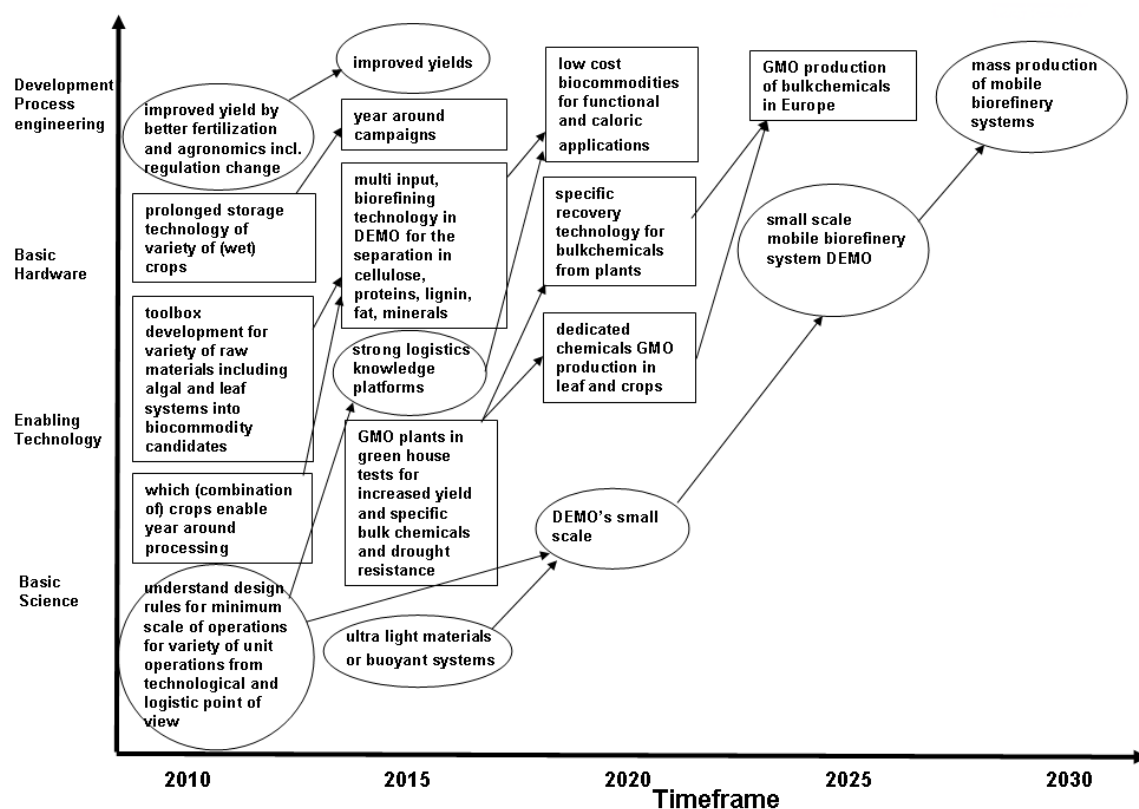 Development
Process
engineering
Basic
Hardware
Enabling
Technology
Basic
Science
improved yield by
better fertilization
and agronomics incl.
regulation change
prolonged storage
technology of
variety of (wet)
crops
toolbox
development for
variety of raw
materials including
algal and leaf
systems into
biocommodity
candidates
which (combination
of) crops enable
year around
processing
understand design
rules for minimum
scale of operations
for variety of unit
operations from
technological and
logistic point of
view
improved yields
year around
campaigns
multi input,
biorefining
technology in
DEMO for the
separation in
cellulose,
proteins, lignin,
fat, minerals
strong logistics
knowledge
platforms
GMO plants in
green house
tests for
increased yield
and specific
bulk chemicals
and drought
resistance
ultra light materials
or buoyant systems
low cost
biocommodities
for functional
and caloric
applications
specific
recovery
technology for
bulkchemicals
from plants
dedicated
chemicals GMO
production in
leaf and crops
DEMO's small
scale
GMO production
of bulkchemicals
in Europe
small scale
mobile biorefinery
system DEMO
mass production
of mobile
biorefinery
systems
2010
2015
2020
2025
2030
Timeframe